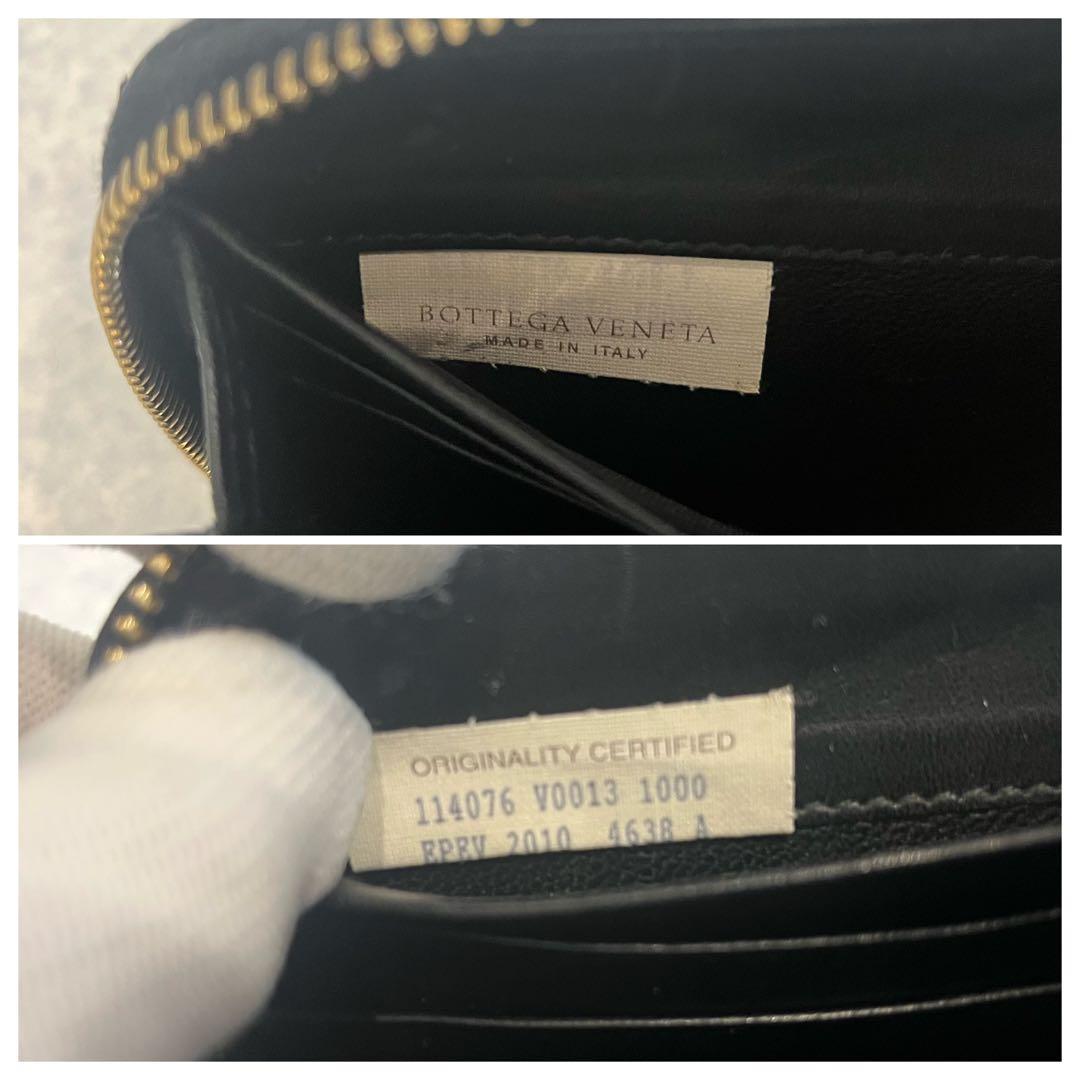 BOTTEGA VENETA
MADE IN ITALY
ORIGINALITY CERTIFIED
114076 V0013 1000
2010 4638 A